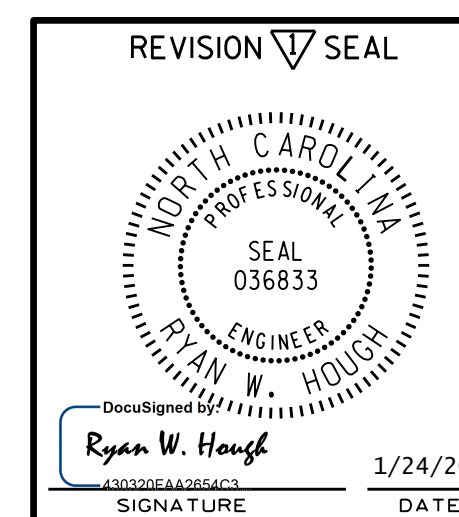 REVISION 1 SEAL
NORTH CAROLINA
PROFESSIONAL
SEAL
036833
ENGINEER
RYAN W. HOUGH
DocuSigned by:
Ryan W. Hough
430320EAA2654C3...
SIGNATURE
DATE